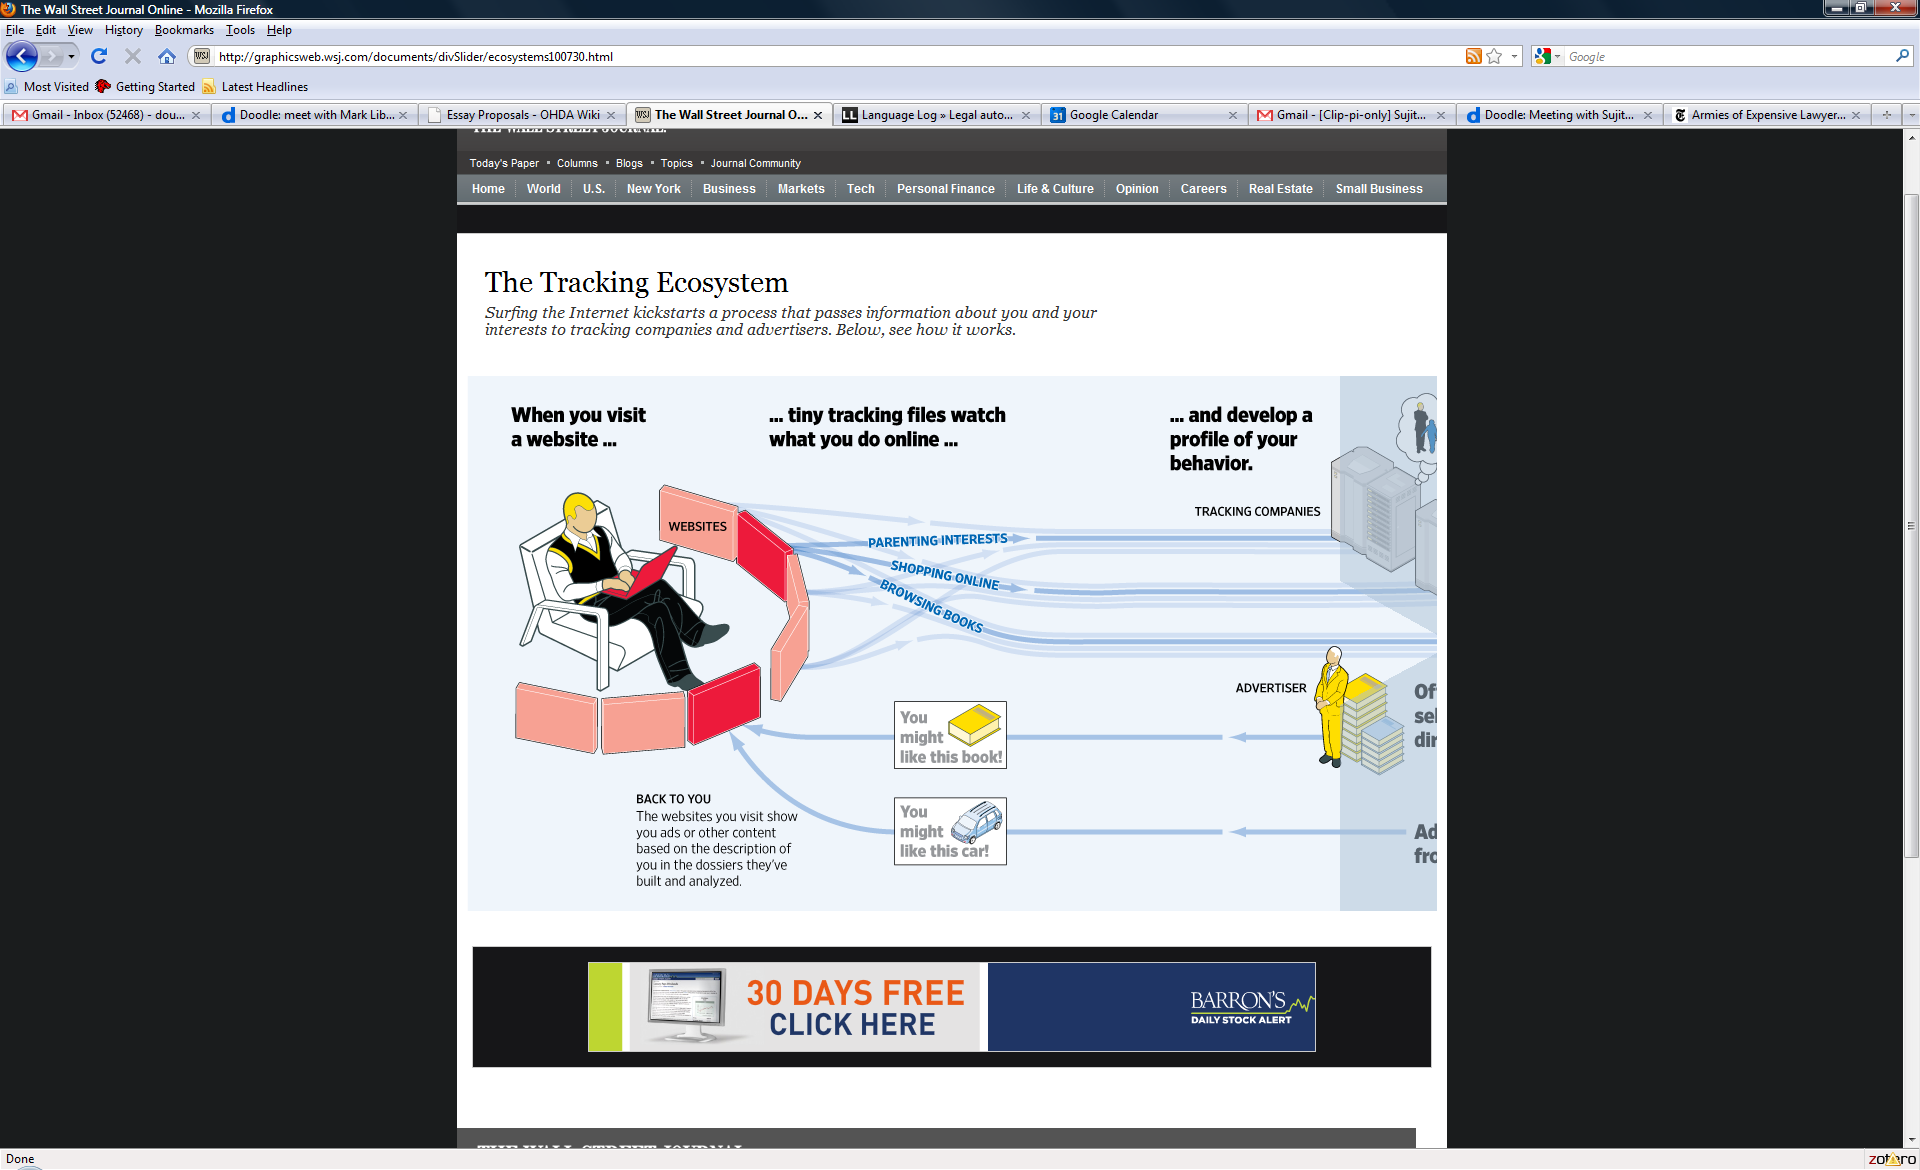 The Wall Street Journal Online - Mozilla Firefox
File Edit View History Bookmarks Tools Help
http://graphicsweb.wsj.com/documents/divSlider/ecosystems100730.html
Google
Most Visited Getting Started Latest Headlines
Gmail - Inbox (52468) - dou...
Doodle: meet with Mark Lib...
Essay Proposals - OHDA Wiki
The Wall Street Journal O...
Language Log » Legal auto...
31 Google Calendar
Gmail - [Clip-pi-only] Sujit...
Doodle: Meeting with Sujit...
Armies of Expensive Lawyer...
THE WALL STREET JOURNAL.
Today's Paper • Columns • Blogs • Topics • Journal Community
Home World U.S. New York Business Markets Tech Personal Finance Life & Culture Opinion Careers Real Estate Small Business
The Tracking Ecosystem
Surfing the Internet kickstarts a process that passes information about you and your
interests to tracking companies and advertisers. Below, see how it works.
When you visit
a website ...
... tiny tracking files watch
what you do online ...
... and develop a
profile of your
behavior.
WEBSITES
PARENTING INTERESTS
SHOPPING ONLINE
BROWSING BOOKS
TRACKING COMPANIES
ADVERTISER
You
might
like this book!
You
might
like this car!
BACK TO YOU
The websites you visit show
you ads or other content
based on the description of
you in the dossiers they've
built and analyzed.
30 DAYS FREE
CLICK HERE
BARRON'S
DAILY STOCK ALERT
THE WALL STREET JOURNAL
Done
zotero